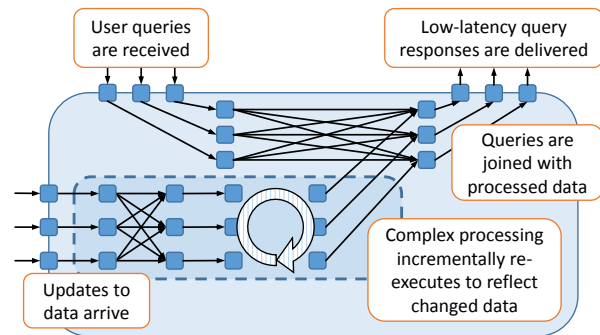 User queries
are received
Low-latency query
responses are delivered
Queries are
joined with
processed data
Complex processing
incrementally re-
executes to reflect
changed data
Updates to
data arrive